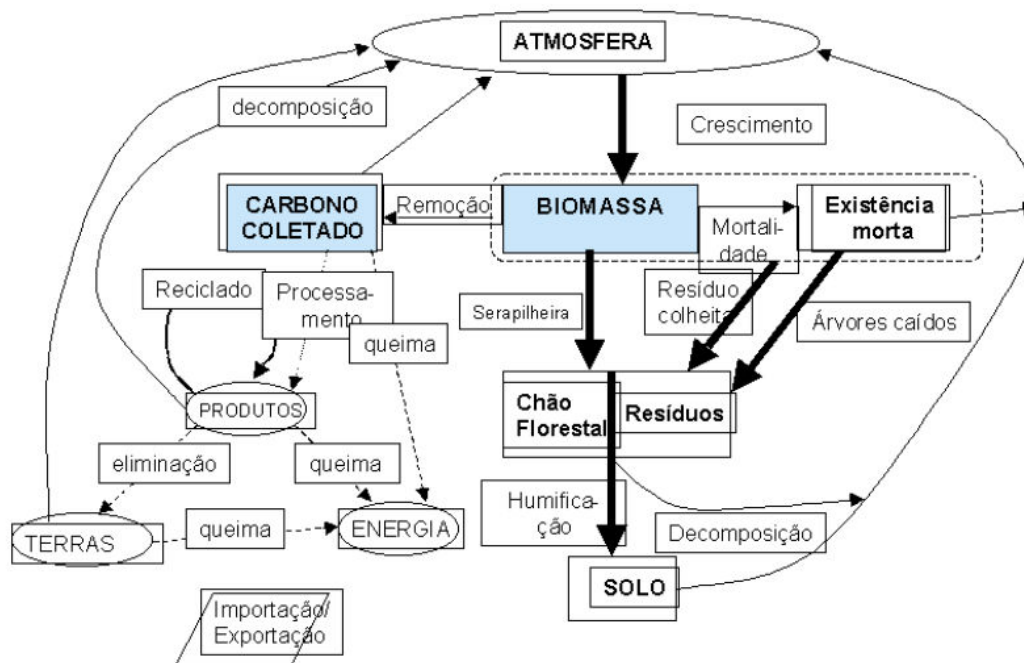 ATMOSFERA
decomposição
Crescimento
CARBONO
COLETADO
Remoção
BIOMASSA
Mortali-
dade
Existência
morta
Reciclado
Processa-
mento
queima
Serapilheira
Resíduo
colheita
Árvores caídos
PRODUTOS
Chão
Florestal
Resíduos
eliminação
queima
Humifica-
ção
Decomposição
TERRAS
queima
ENERGIA
SOLO
Importação/
Exportação